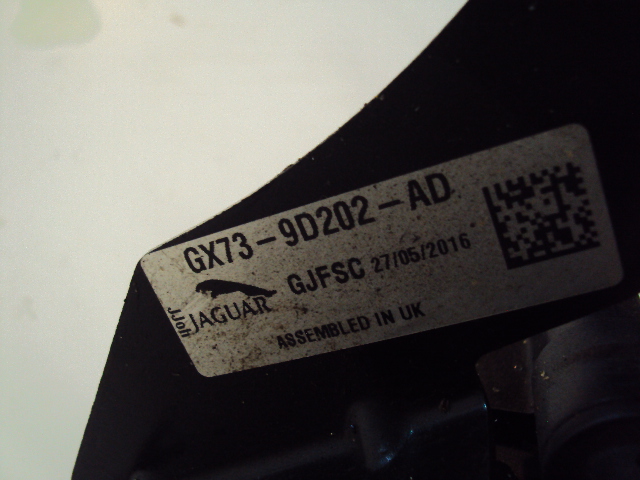 GX73-9D202-AD
GJFSC 27/05/2016
JAGUAR
ASSEMBLED IN UK